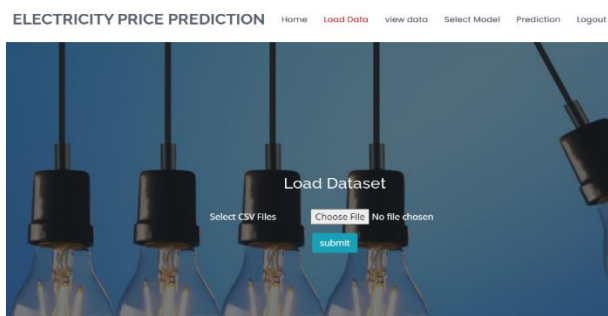 ELECTRICITY PRICE PREDICTION Home Load Data view data Select Model Prediction Logout
Load Dataset
Select CSV Files Choose File No file chosen
submit